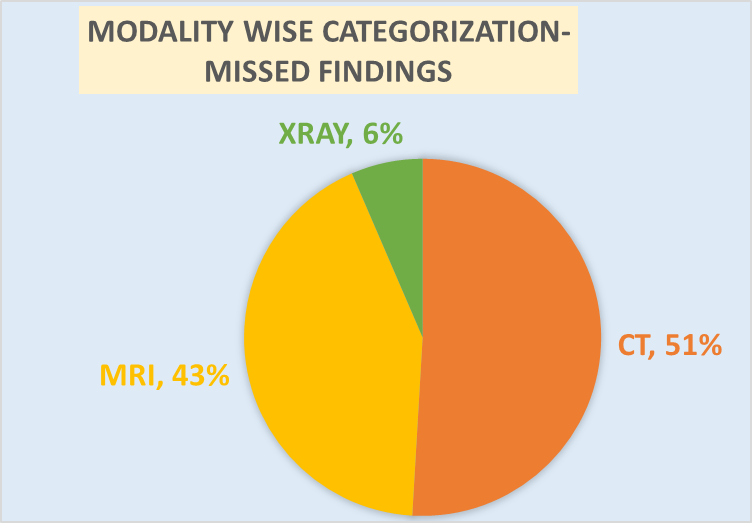 MODALITY WISE CATEGORIZATION-
MISSED FINDINGS
XRAY, 6%
CT, 51%
MRI, 43%